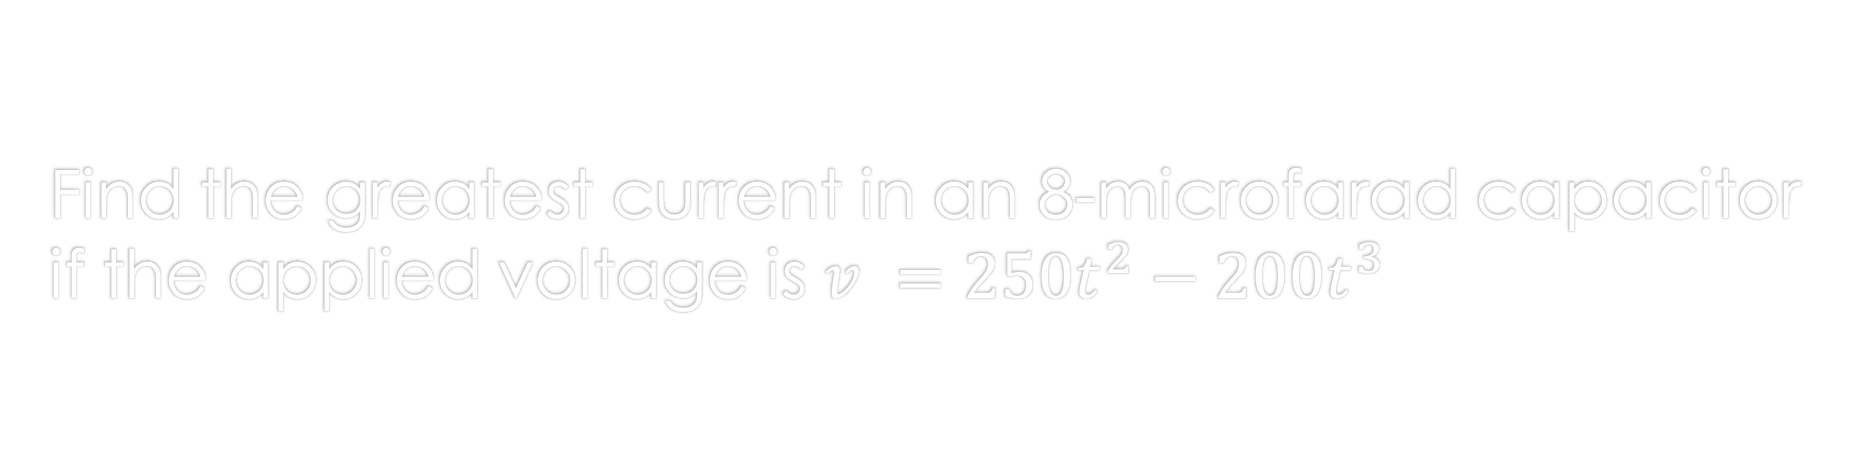 Find the greatest current in an 8-microfarad capacitor
if the applied voltage is 𝑣 = 250𝑡² − 200𝑡³